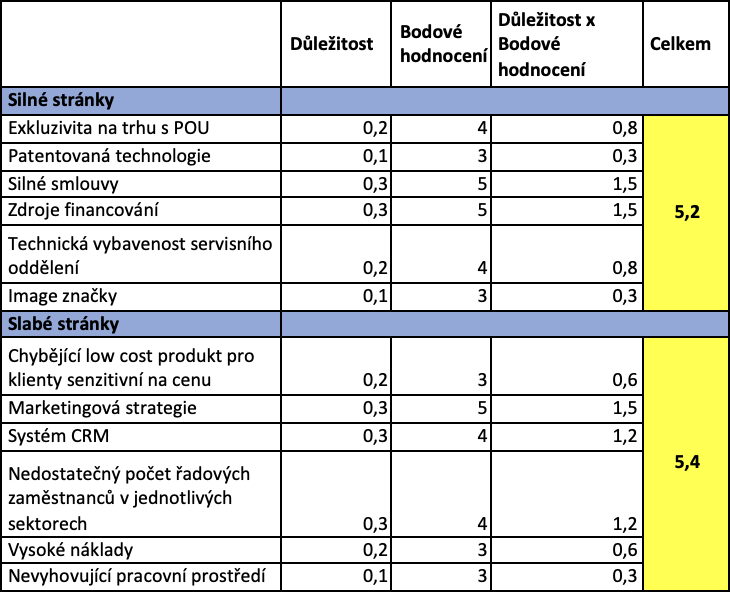 Důležitost
Bodové
hodnocení
Důležitost x
Bodové
hodnocení
Celkem
Silné stránky
Exkluzivita na trhu s POU 0,2 4 0,8
Patentovaná technologie 0,1 3 0,3
Silné smlouvy 0,3 5 1,5
Zdroje financování 0,3 5 1,5
5,2
Technická vybavenost servisního
oddělení 0,2 4 0,8
Image značky 0,1 3 0,3
Slabé stránky
Chybějící low cost produkt pro
klienty senzitivní na cenu 0,2 3 0,6
Marketingová strategie 0,3 5 1,5
Systém CRM 0,3 4 1,2
5,4
Nedostatečný počet řadových
zaměstnanců v jednotlivých
sektorech 0,3 4 1,2
Vysoké náklady 0,2 3 0,6
Nevyhovující pracovní prostředí 0,1 3 0,3